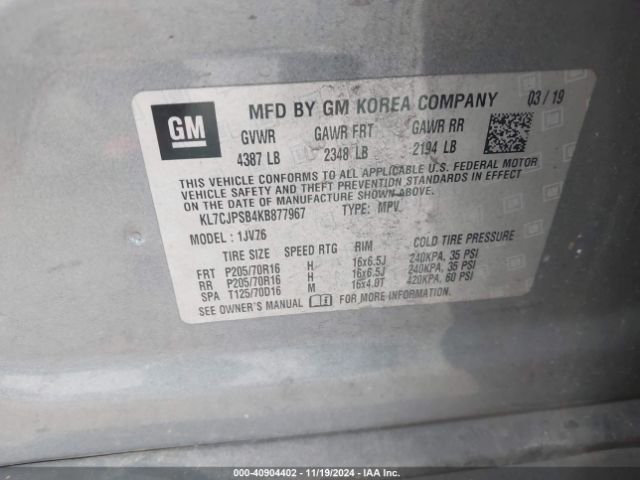 GM
MFD BY GM KOREA COMPANY 03 / 19
GVWR GAWR FRT GAWR RR
4387 LB 2348 LB 2194 LB
THIS VEHICLE CONFORMS TO ALL APPLICABLE U.S. FEDERAL MOTOR
VEHICLE SAFETY AND THEFT PREVENTION STANDARDS IN EFFECT
ON THE DATE OF MANUFACTURE SHOWN ABOVE.
KL7CJPSB4KB877967 TYPE: MPV
MODEL : 1JV76
TIRE SIZE SPEED RTG RIM COLD TIRE PRESSURE
FRT P205/70R16 H 16x6.5J 240KPA, 35 PSI
RR P205/70R16 H 16x6.5J 240KPA, 35 PSI
SPA T125/70D16 M 16x4.0T 420KPA, 60 PSI
SEE OWNER'S MANUAL FOR MORE INFORMATION.
000-40904402 - 11/19/2024 - IAA Inc.